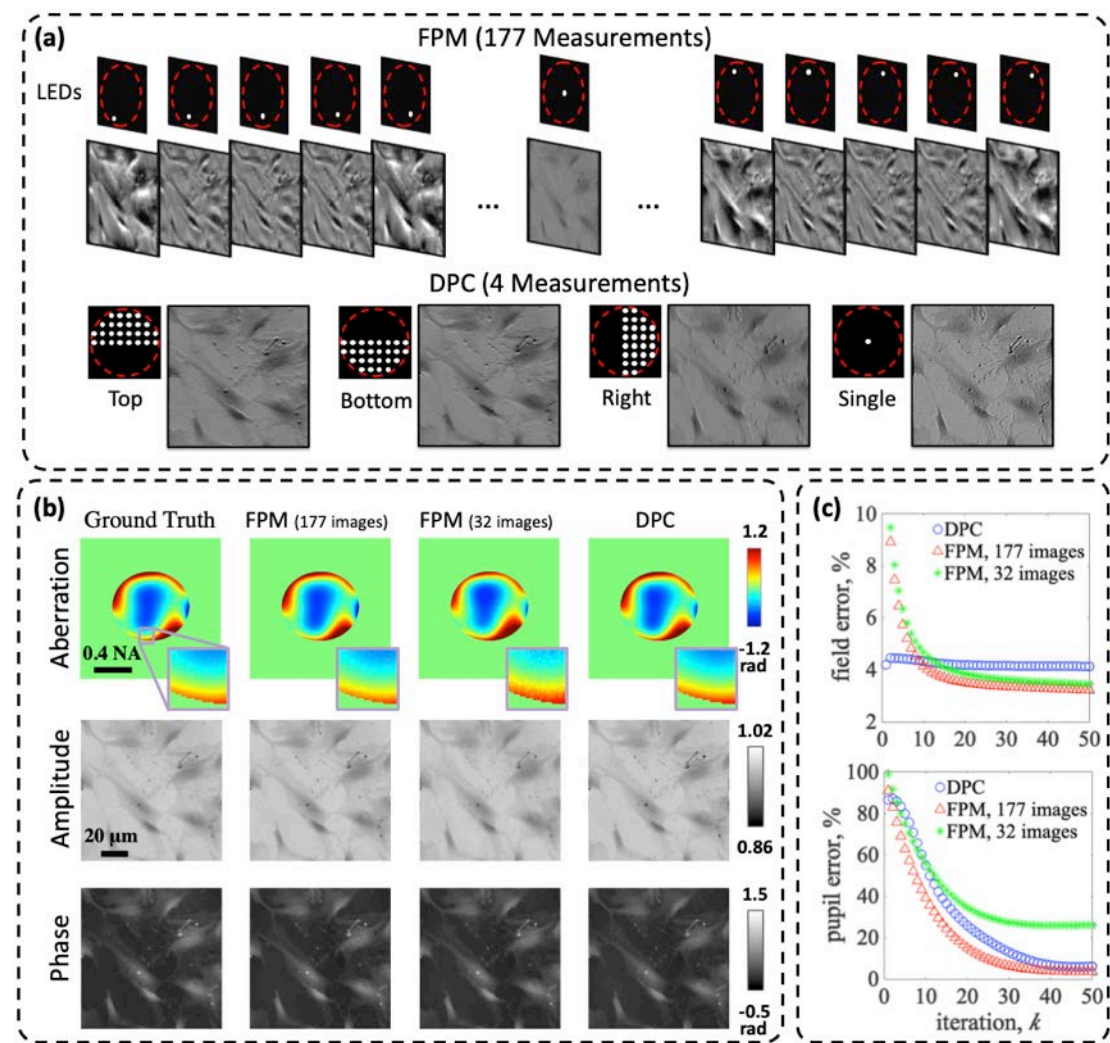 (a)
FPM (177 Measurements)
LEDs
... ...
DPC (4 Measurements)
Top
Bottom
Right
Single
(b)
Ground Truth FPM (177 images) FPM (32 images) DPC
Aberration
0.4 NA
1.2
-1.2
rad
Amplitude
20 μm
1.02
0.86
Phase
1.5
-0.5
rad
(c)
field error, %
10
8
6
4
2
DPC
FPM, 177 images
FPM, 32 images
0 10 20 30 40 50
pupil error, %
100
80
60
40
20
0
DPC
FPM, 177 images
FPM, 32 images
0 10 20 30 40 50
iteration, k